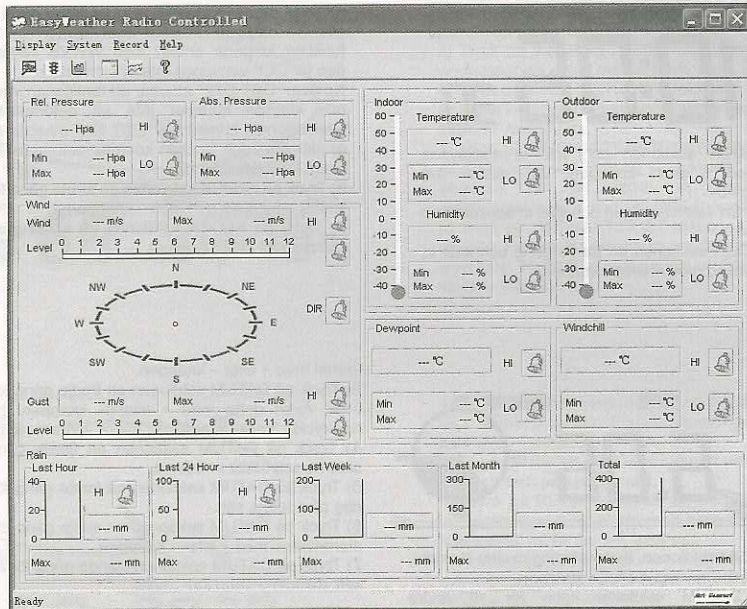 EasyWeather Radio Controlled
Display System Record Help
Rel. Pressure
--- Hpa
HI
Min --- Hpa
Max --- Hpa
LO
Abs. Pressure
--- Hpa
HI
Min --- Hpa
Max --- Hpa
LO
Wind
Wind --- m/s Max --- m/s HI
Level 0 1 2 3 4 5 6 7 8 9 10 11 12
N
NW NE
W E
SW SE
S
DIR
Gust --- m/s Max --- m/s HI
Level 0 1 2 3 4 5 6 7 8 9 10 11 12
Indoor
60
50
40
30
20
10
0
-10
-20
-30
-40
Temperature
--- ℃ HI
Min --- ℃
Max --- ℃
LO
Humidity
--- % HI
Min --- %
Max --- %
LO
Outdoor
60
50
40
30
20
10
0
-10
-20
-30
-40
Temperature
--- ℃ HI
Min --- ℃
Max --- ℃
LO
Humidity
--- % HI
Min --- %
Max --- %
LO
Dewpoint
--- ℃ HI
Min --- ℃
Max --- ℃
LO
Windchill
--- ℃ HI
Min --- ℃
Max --- ℃
LO
Rain
Last Hour
40
20
0
HI
--- mm
Max --- mm
Last 24 Hour
100
50
0
HI
--- mm
Max --- mm
Last Week
200
100
0
--- mm
Max --- mm
Last Month
300
150
0
--- mm
Max --- mm
Total
400
200
0
--- mm
Max --- mm
Ready